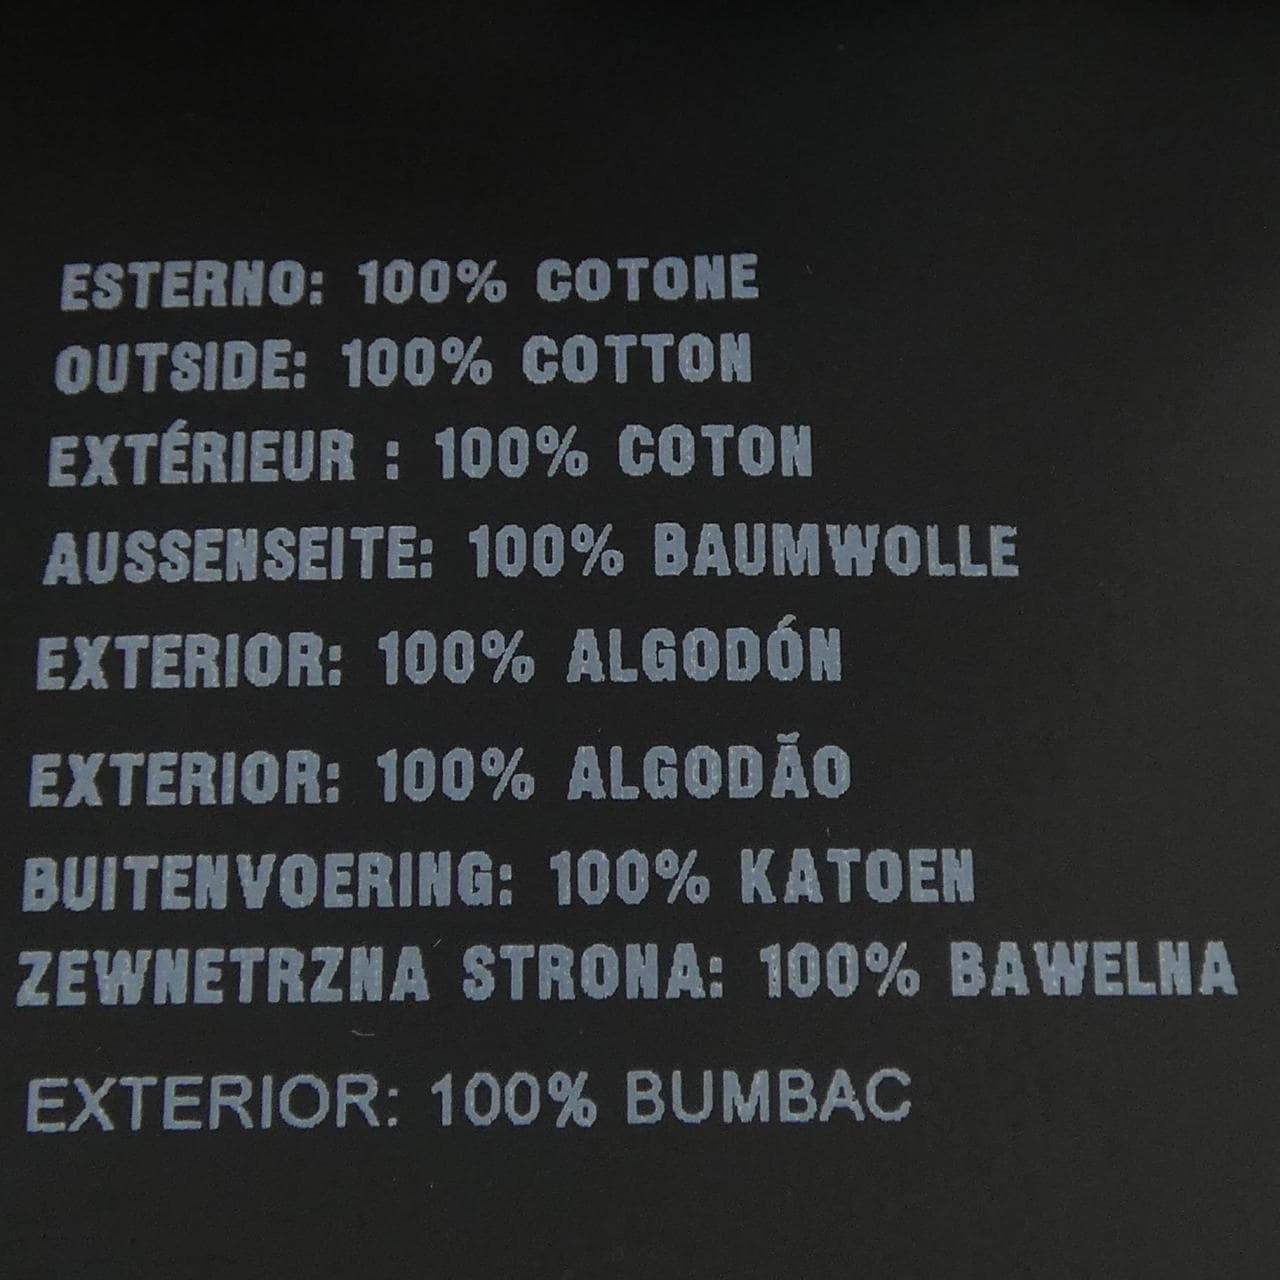 ESTERNO: 100% COTONE
OUTSIDE: 100% COTTON
EXTÉRIEUR : 100% COTON
AUSSENSEITE: 100% BAUMWOLLE
EXTERIOR: 100% ALGODÓN
EXTERIOR: 100% ALGODÃO
BUITENVOERING: 100% KATOEN
ZEWNETRZNA STRONA: 100% BAWELNA
EXTERIOR: 100% BUMBAC